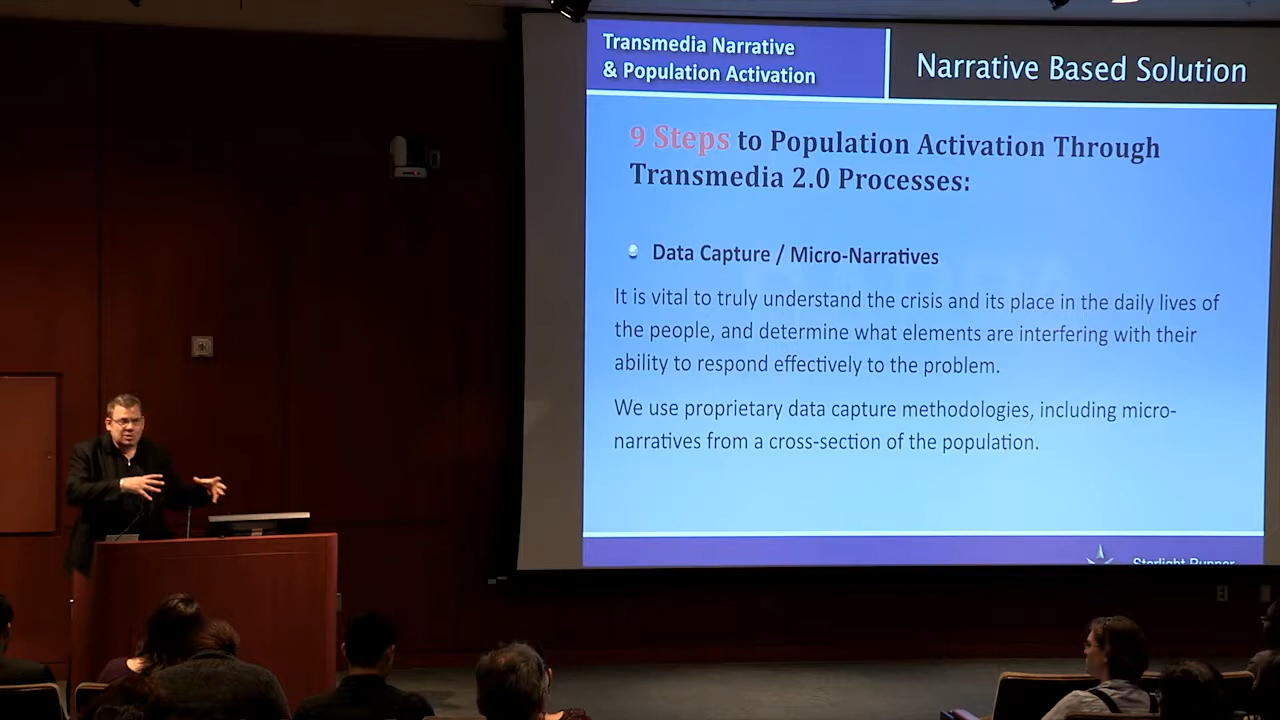 Transmedia Narrative
& Population Activation
Narrative Based Solution
9 Steps to Population Activation Through
Transmedia 2.0 Processes:
Data Capture / Micro-Narratives
It is vital to truly understand the crisis and its place in the daily lives of
the people, and determine what elements are interfering with their
ability to respond effectively to the problem.
We use proprietary data capture methodologies, including micro-
narratives from a cross-section of the population.
Starlight Runner